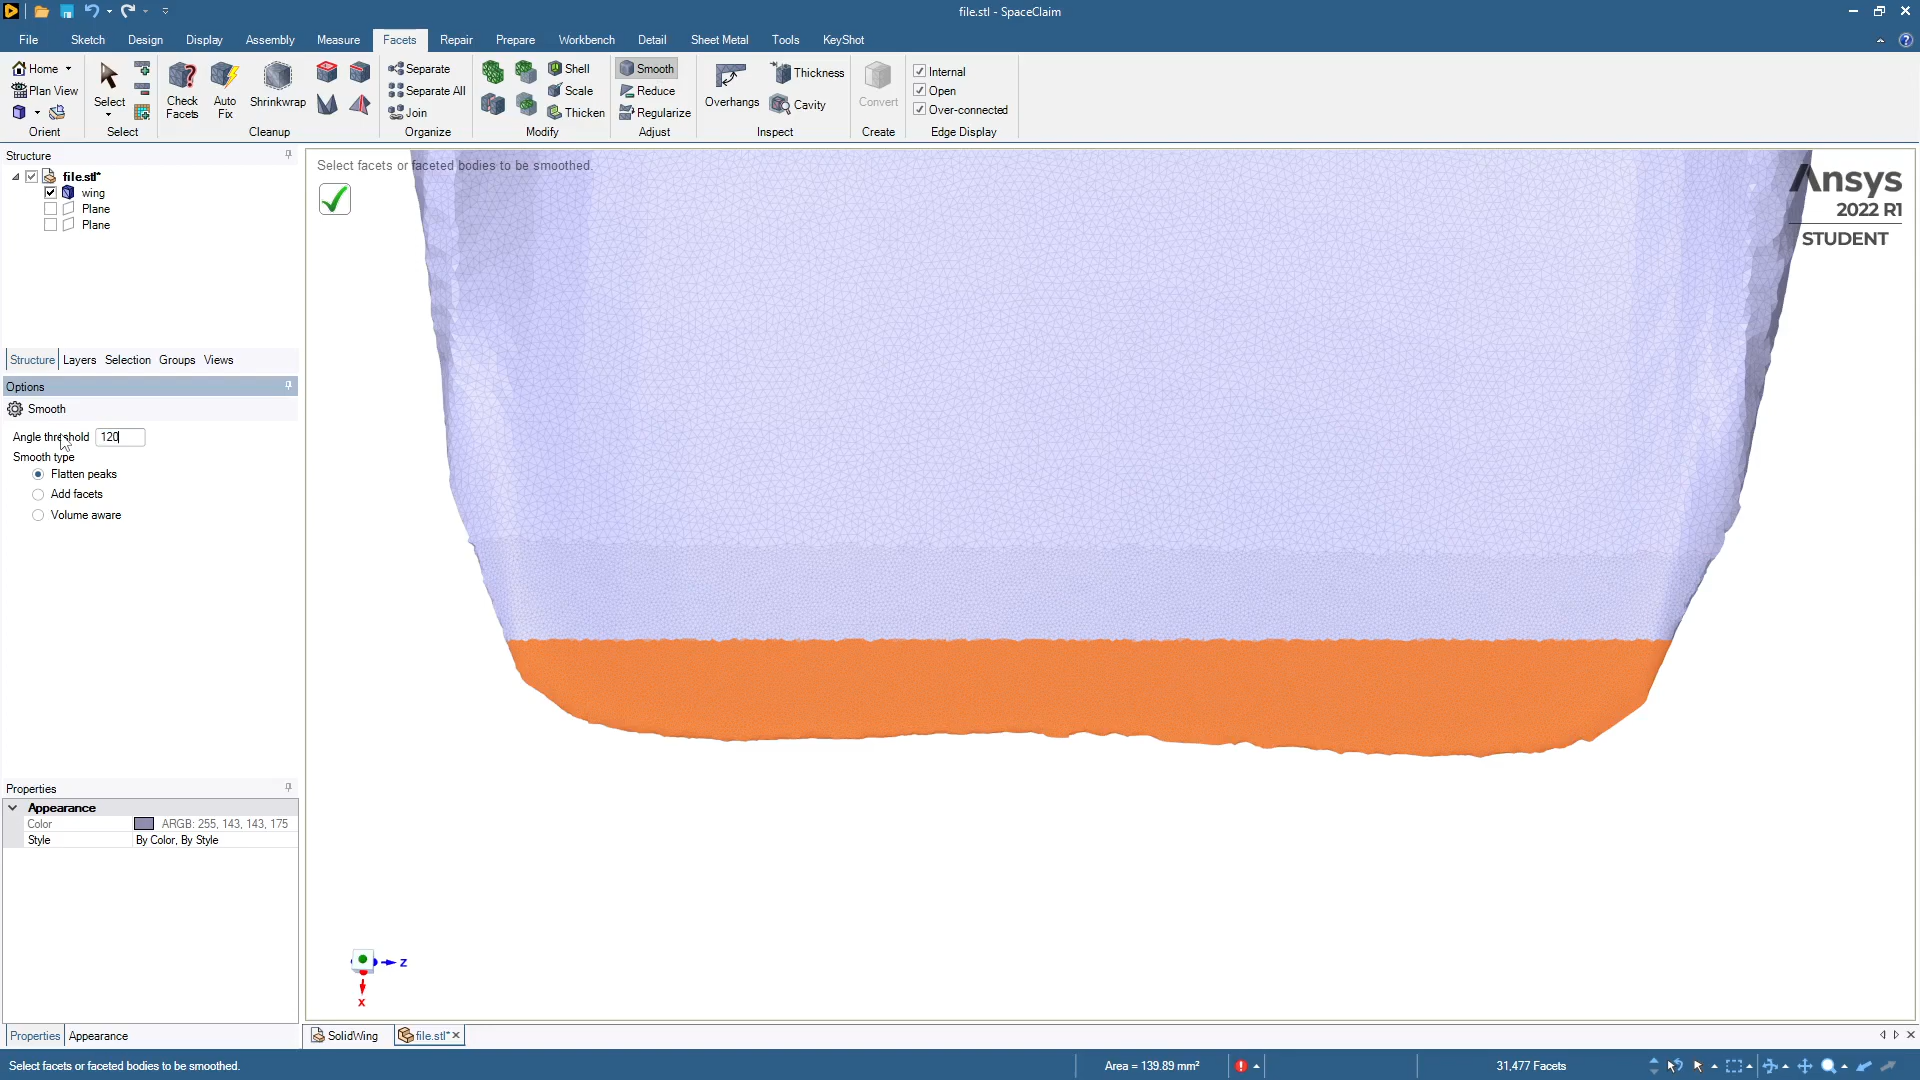 file.stl - SpaceClaim
File Sketch Design Display Assembly Measure Facets Repair Prepare Workbench Detail Sheet Metal Tools KeyShot
Home
Plan View
Orient
Select
Select
Check Facets
Auto Fix
Shrinkwrap
Cleanup
Separate
Separate All
Join
Organize
Shell
Scale
Thicken
Modify
Smooth
Reduce
Regularize
Adjust
Overhangs
Thickness
Cavity
Inspect
Convert
Create
Internal
Open
Over-connected
Edge Display
Structure
file.stl*
wing
Plane
Plane
Structure Layers Selection Groups Views
Options
Smooth
Angle threshold 120
Smooth type
Flatten peaks
Add facets
Volume aware
Properties
Appearance
Color ARGB: 255, 143, 143, 175
Style By Color, By Style
Properties Appearance
Select facets or faceted bodies to be smoothed.
Ansys
2022 R1
STUDENT
Z
X
SolidWing file.stl*
Select facets or faceted bodies to be smoothed. Area = 139.89 mm² 31,477 Facets